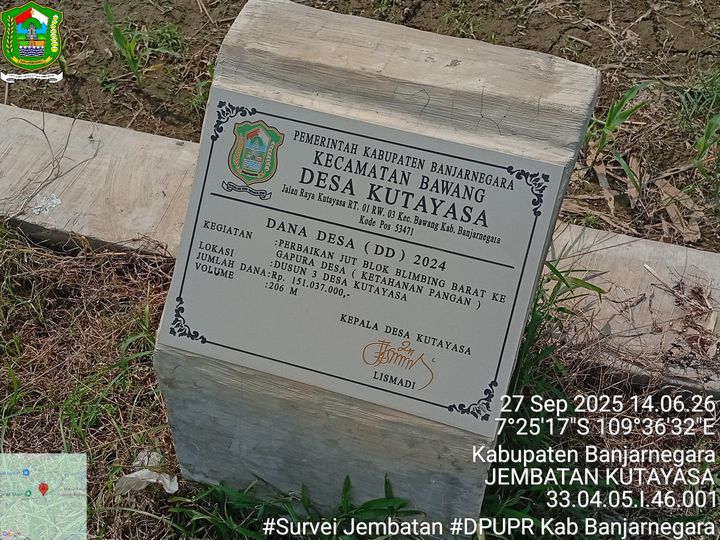 PEMERINTAH KABUPATEN BANJARNEGARA
KECAMATAN BAWANG
DESA KUTAYASA
Jalan Raya Kutayasa RT. 01 RW. 03 Kec. Bawang Kab. Banjarnegara
Kode Pos 53471
DANA DESA (DD) 2024
KEGIATAN :PERBAIKAN JUT BLOK BLIMBING BARAT KE
GAPURA DESA ( KETAHANAN PANGAN )
LOKASI :DUSUN 3 DESA KUTAYASA
JUMLAH DANA:Rp. 151.037.000,-
VOLUME :206 M
KEPALA DESA KUTAYASA
LISMADI
27 Sep 2025 14.06.26
7°25'17"S 109°36'32"E
Kabupaten Banjarnegara
JEMBATAN KUTAYASA
33.04.05.I.46.001
#Survei Jembatan #DPUPR Kab Banjarnegara